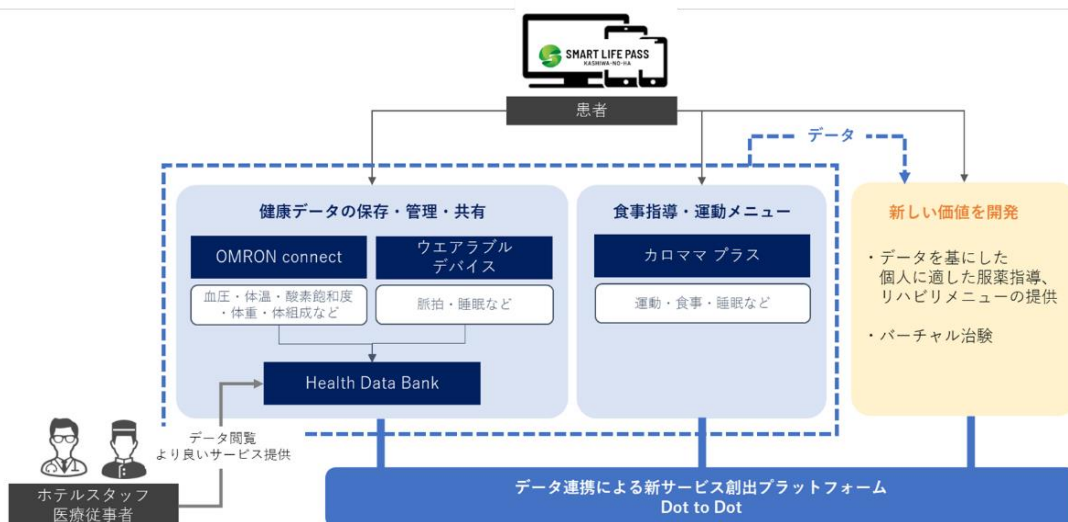 SMART LIFE PASS
KASHIWA-NO-HA
患者
データ
健康データの保存・管理・共有
OMRON connect
ウエアラブル
デバイス
血圧・体温・酸素飽和度
・体重・体組成など
脈拍・睡眠など
Health Data Bank
食事指導・運動メニュー
カロママ プラス
運動・食事・睡眠など
新しい価値を開発
・データを基にした
個人に適した服薬指導、
リハビリメニューの提供
・バーチャル治験
データ閲覧
より良いサービス提供
ホテルスタッフ
医療従事者
データ連携による新サービス創出プラットフォーム
Dot to Dot